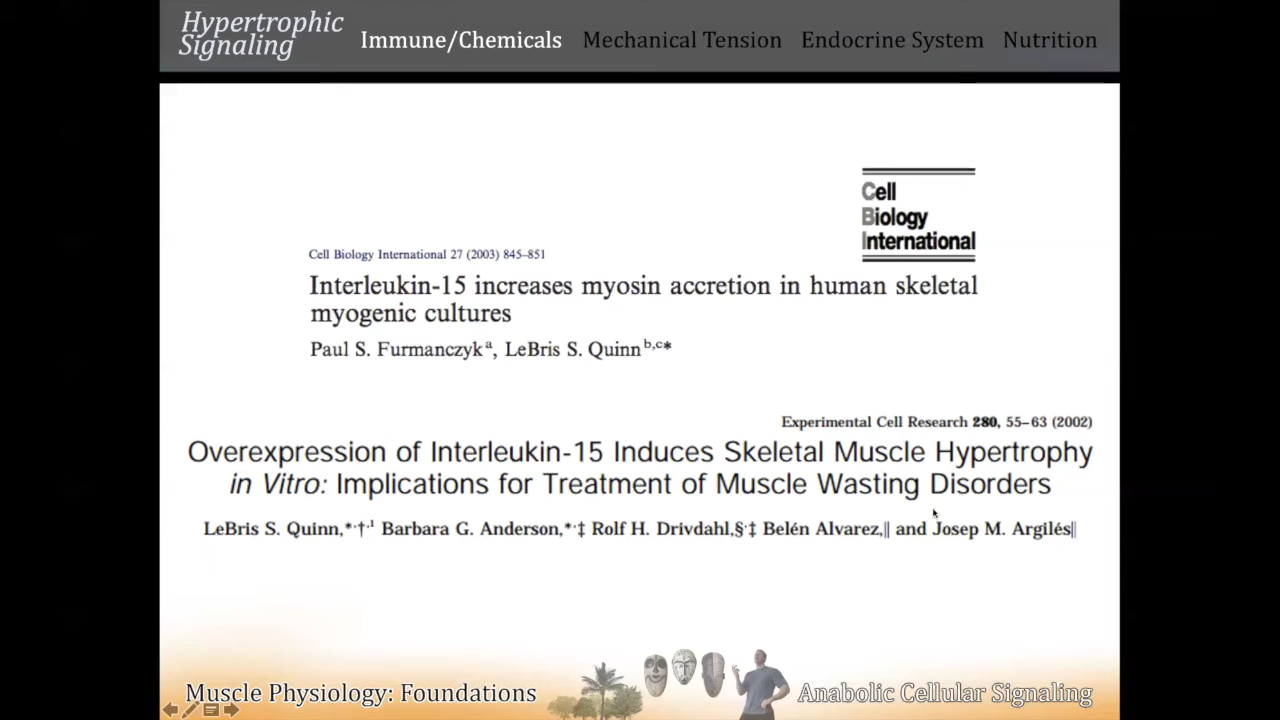 Hypertrophic
Signaling
Immune/Chemicals Mechanical Tension Endocrine System Nutrition
Cell
Biology
International
Cell Biology International 27 (2003) 845–851
Interleukin-15 increases myosin accretion in human skeletal
myogenic cultures
Paul S. Furmanczyk a, LeBris S. Quinn b,c*
Experimental Cell Research 280, 55–63 (2002)
Overexpression of Interleukin-15 Induces Skeletal Muscle Hypertrophy
in Vitro: Implications for Treatment of Muscle Wasting Disorders
LeBris S. Quinn,*,†,1 Barbara G. Anderson,*,‡ Rolf H. Drivdahl,§,‡ Belén Alvarez,‖ and Josep M. Argilés‖
Muscle Physiology: Foundations
Anabolic Cellular Signaling